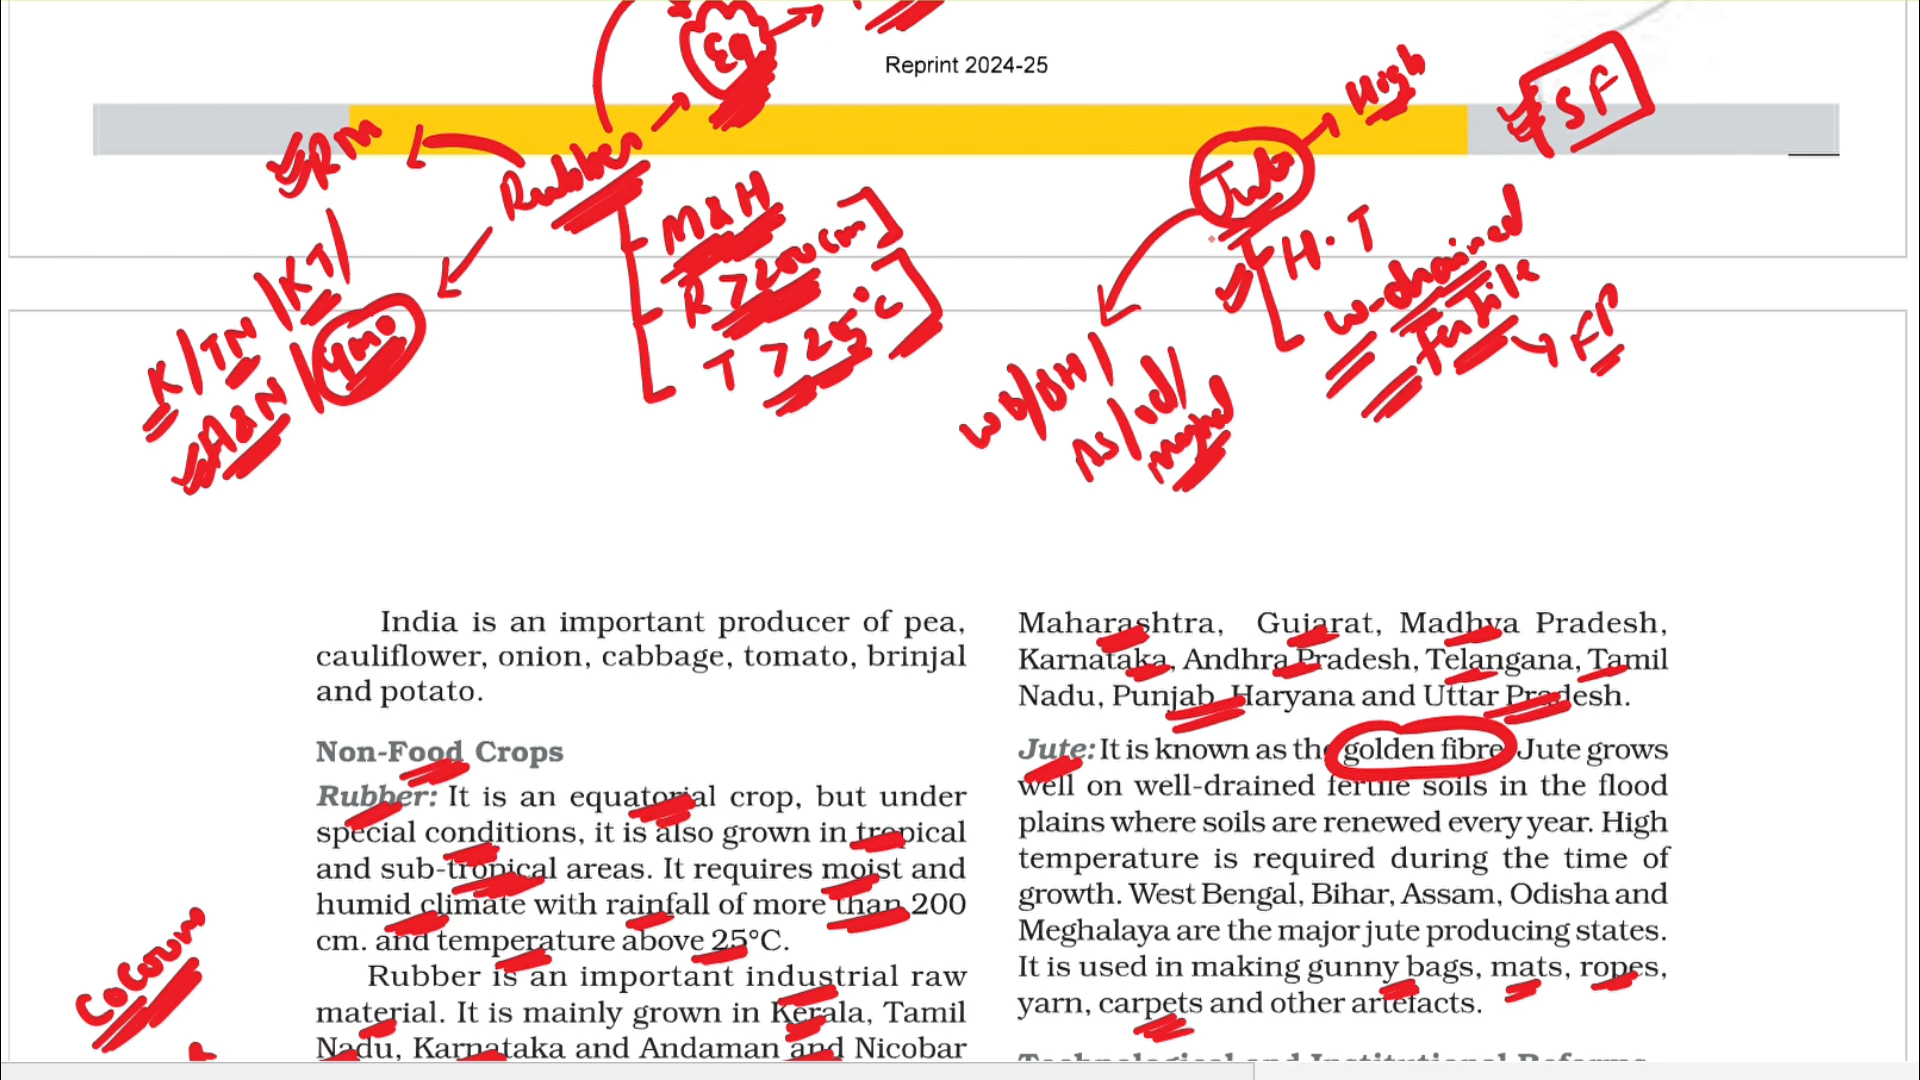 Eq
Reprint 2024-25
High
SF
RM
Rubber
Jute
M&H
R > 200cm
T > 25°C
H.T
W-drained
Fertile
FP
K/TN/KT/
A&N/
WB/BH/
AS/Od/
Megha
India is an important producer of pea,
cauliflower, onion, cabbage, tomato, brinjal
and potato.
Non-Food Crops
Rubber: It is an equatorial crop, but under
special conditions, it is also grown in tropical
and sub-tropical areas. It requires moist and
humid climate with rainfall of more than 200
cm. and temperature above 25°C.
Rubber is an important industrial raw
material. It is mainly grown in Kerala, Tamil
Nadu, Karnataka and Andaman and Nicobar
Maharashtra, Gujarat, Madhya Pradesh,
Karnataka, Andhra Pradesh, Telangana, Tamil
Nadu, Punjab, Haryana and Uttar Pradesh.
Jute: It is known as the golden fibre. Jute grows
well on well-drained fertile soils in the flood
plains where soils are renewed every year. High
temperature is required during the time of
growth. West Bengal, Bihar, Assam, Odisha and
Meghalaya are the major jute producing states.
It is used in making gunny bags, mats, ropes,
yarn, carpets and other artefacts.
Technological and Institutional Reforms